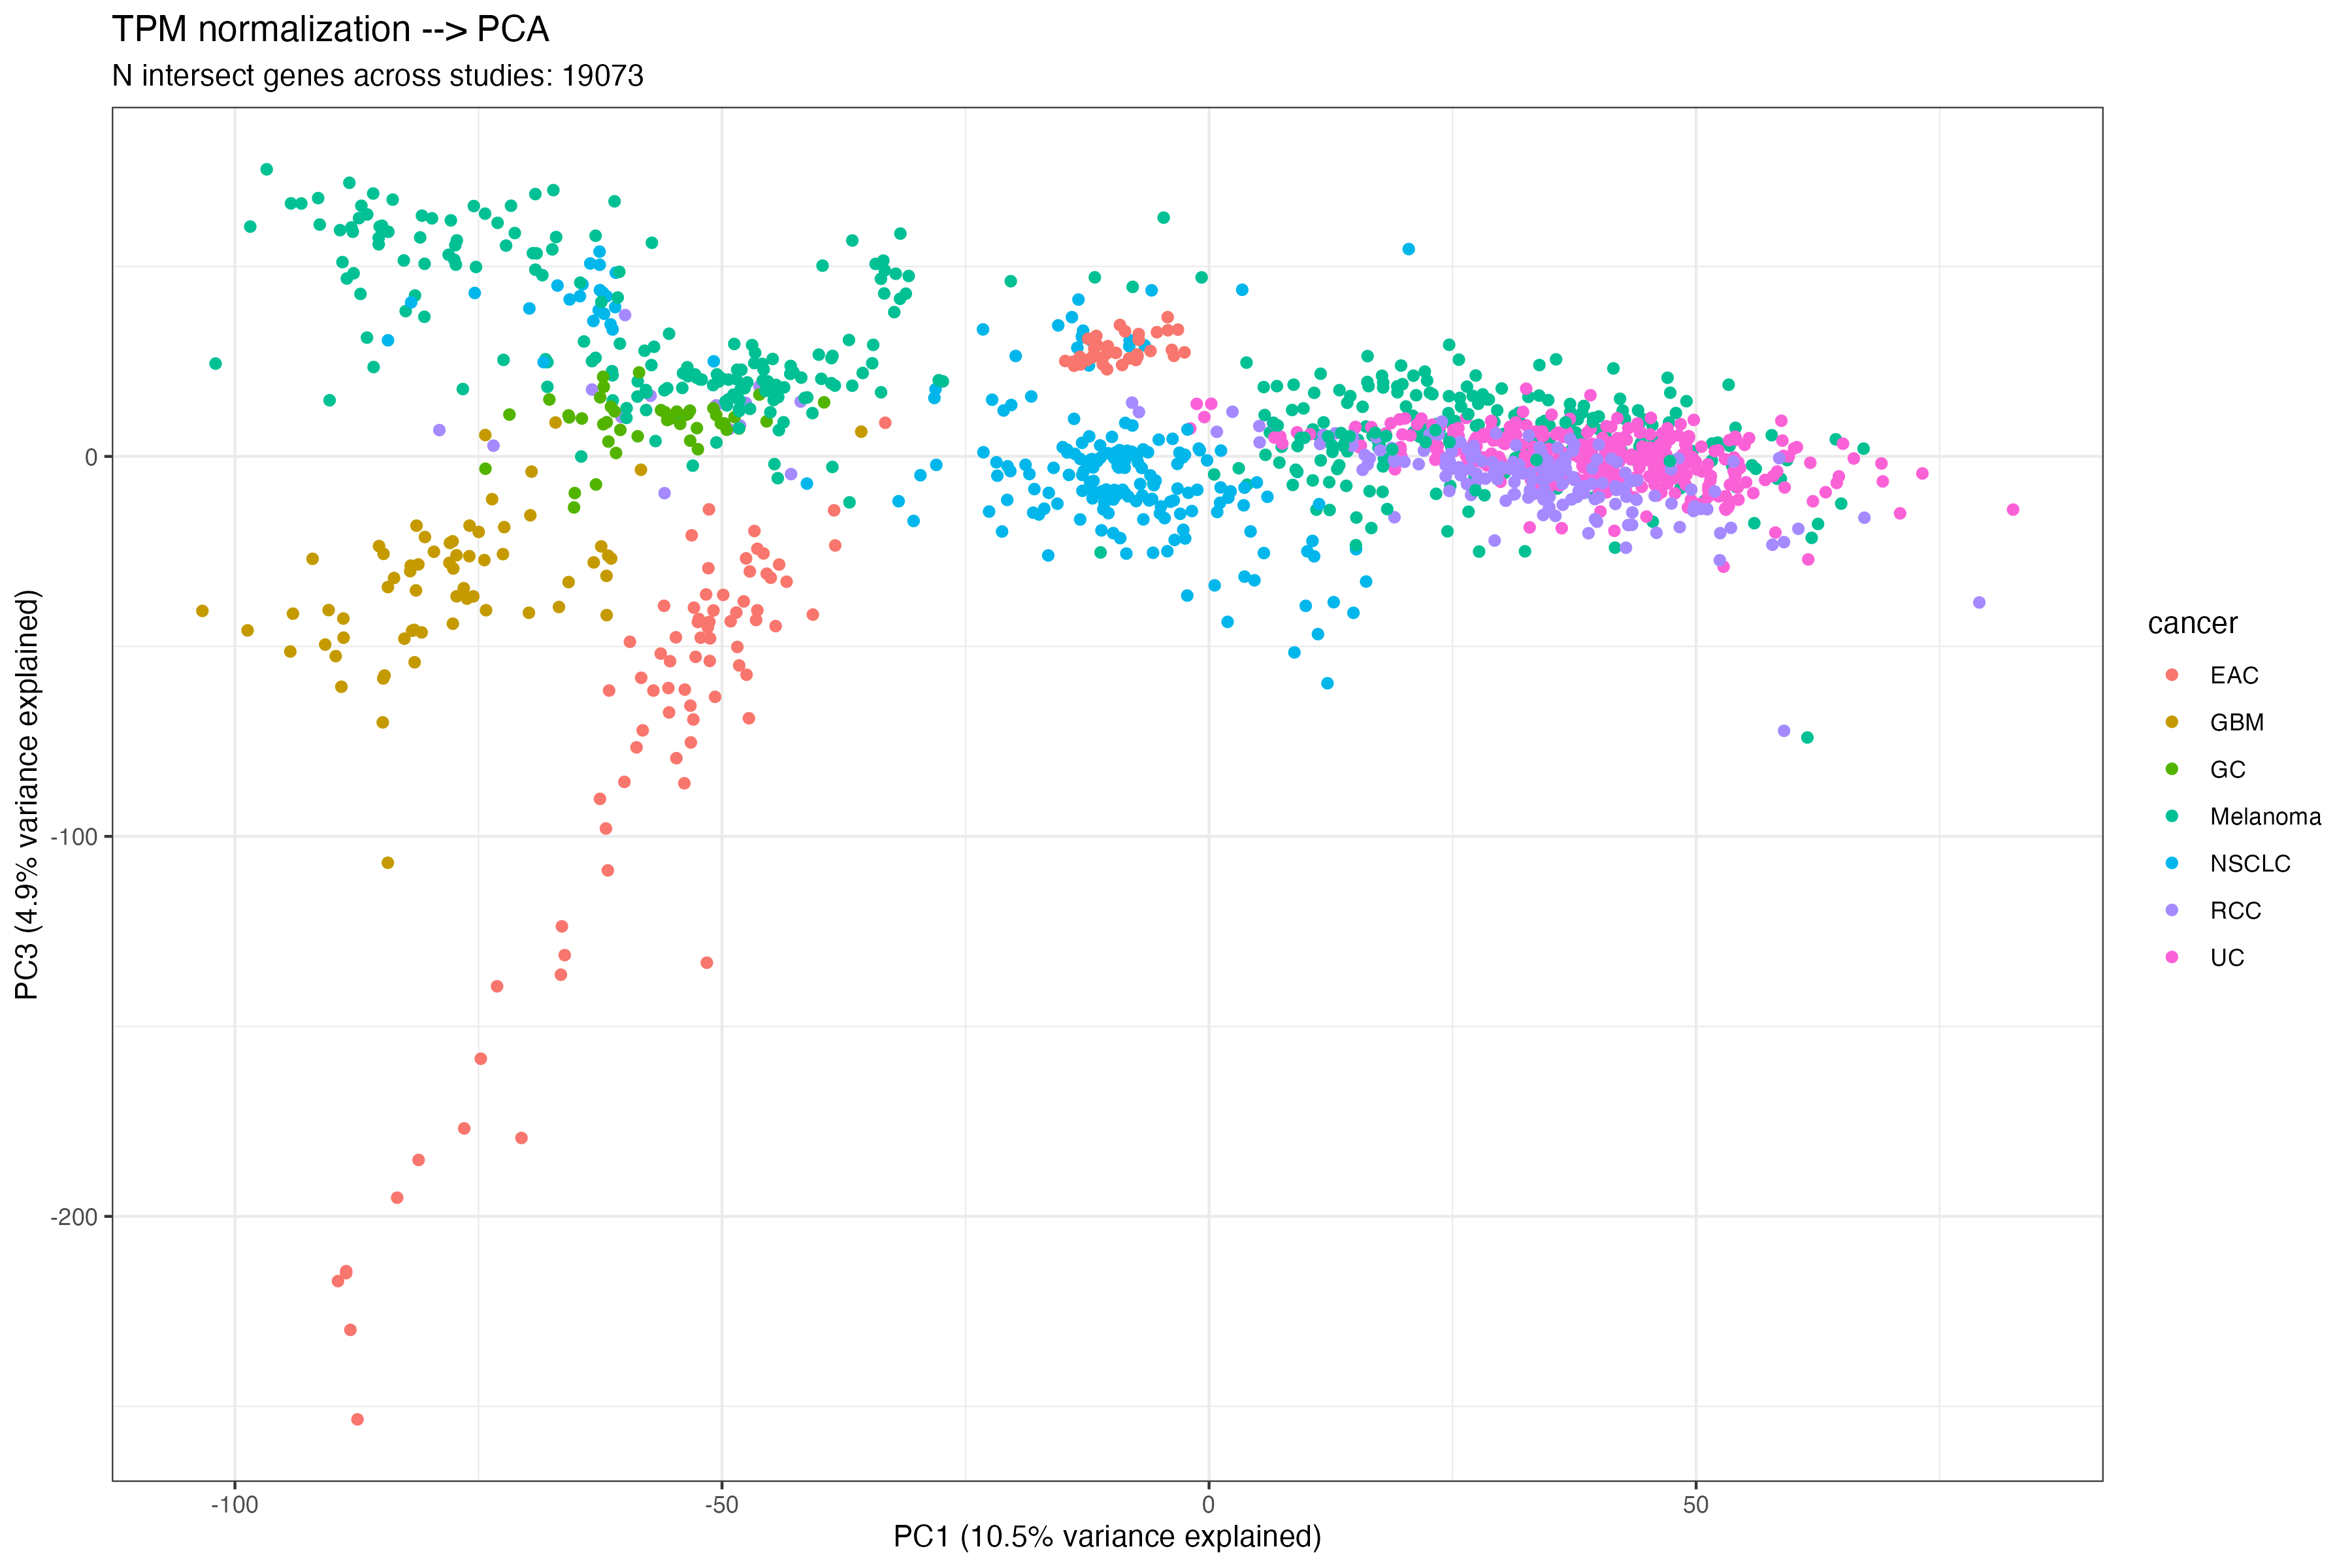 TPM normalization --> PCA
N intersect genes across studies: 19073
PC3 (4.9% variance explained)
0
-100
-200
-100
-50
0
50
PC1 (10.5% variance explained)
cancer
EAC
GBM
GC
Melanoma
NSCLC
RCC
UC